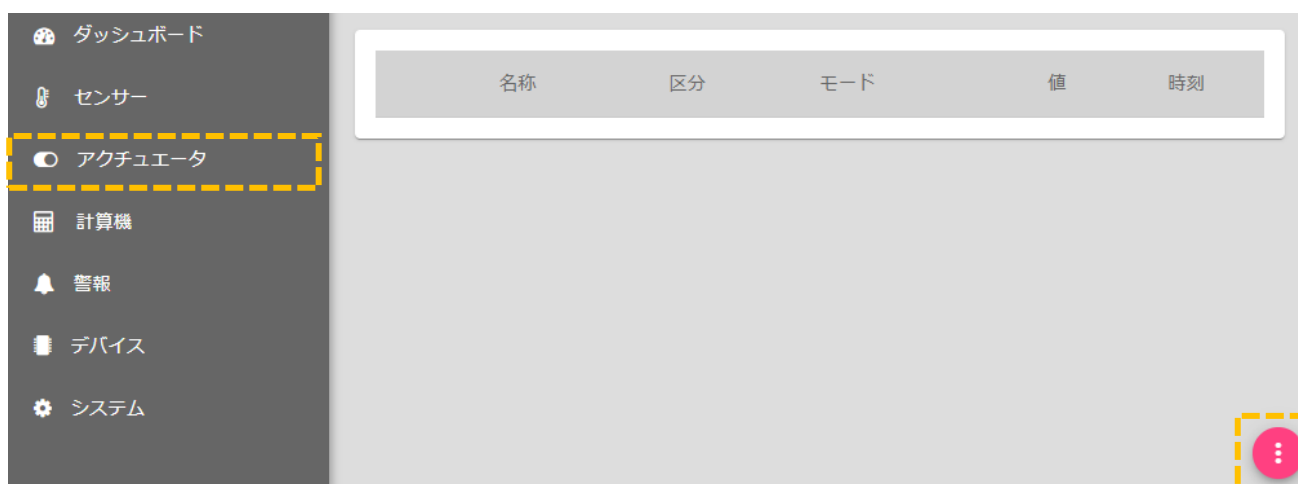 ダッシュボード
センサー
アクチュエータ
計算機
警報
デバイス
システム
名称 区分 モード 値 時刻